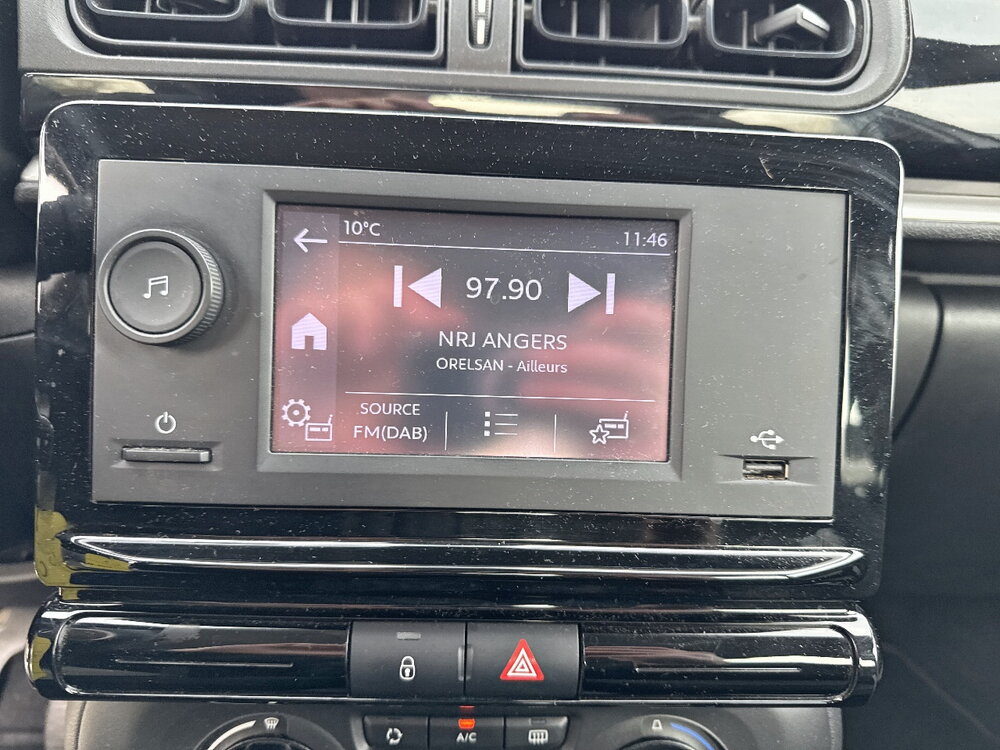 10°C
11:46
97.90
NRJ ANGERS
ORELSAN - Ailleurs
SOURCE
FM(DAB)
A/C